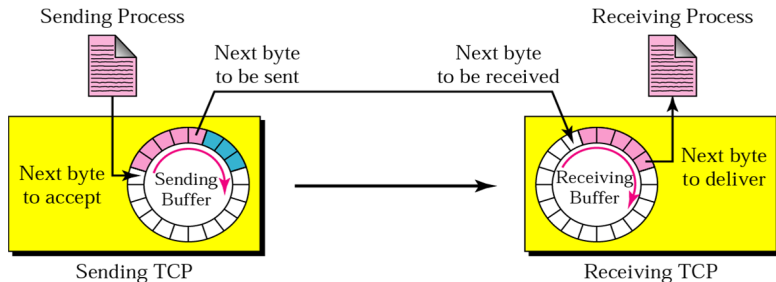 Sending Process
Receiving Process
Next byte
to be sent
Next byte
to be received
Next byte
to accept
Sending
Buffer
Receiving
Buffer
Next byte
to deliver
Sending TCP
Receiving TCP